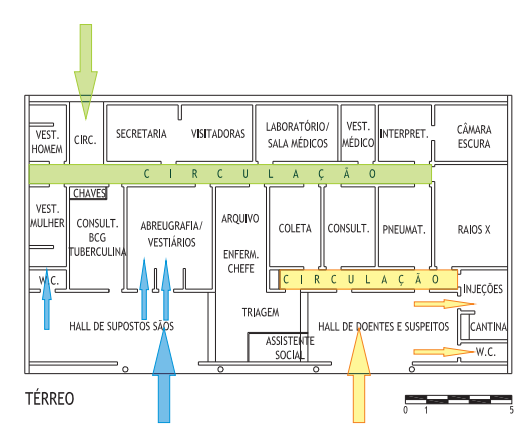 VEST.
HOMEM
CIRC.
SECRETARIA
VISITADORAS
LABORATÓRIO/
SALA MÉDICOS
VEST.
MÉDICO
INTERPRET.
CÂMARA
ESCURA
CIRCULAÇÃO
CHAVES
VEST.
MULHER
CONSULT.
BCG
TUBERCULINA
ABREUGRAFIA/
VESTIÁRIOS
ARQUIVO
ENFERM.
CHEFE
COLETA
CONSULT.
PNEUMAT.
RAIOS X
W.C.
CIRCULAÇÃO
INJEÇÕES
TRIAGEM
HALL DE SUPOSTOS SÃOS
HALL DE DOENTES E SUSPEITOS
CANTINA
ASSISTENTE
SOCIAL
W.C.
TÉRREO
0 1 5